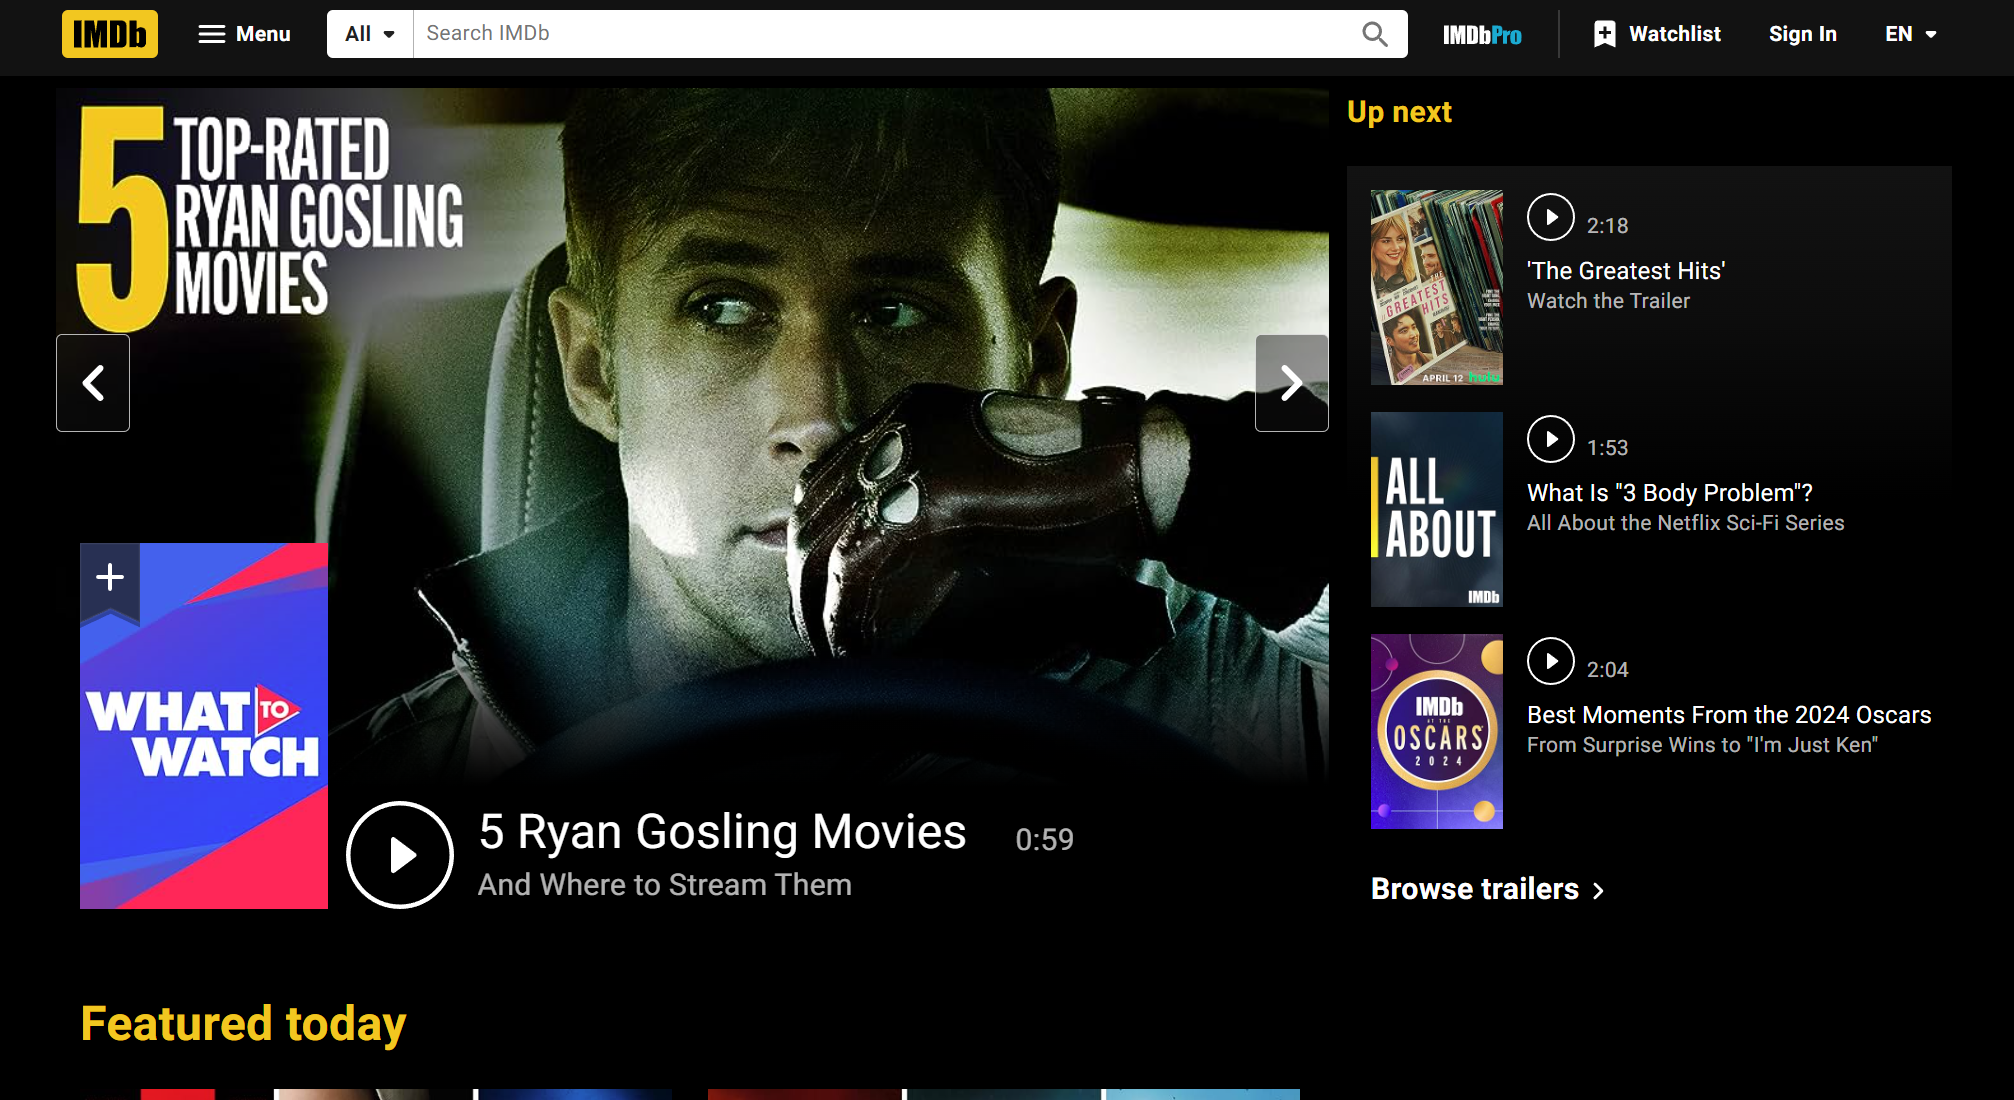 IMDb
Menu
All
Search IMDb
IMDbPro
Watchlist
Sign In
EN
5 TOP-RATED
RYAN GOSLING
MOVIES
WHAT TO
WATCH
5 Ryan Gosling Movies
0:59
And Where to Stream Them
Up next
THE
GREATEST
HITS
APRIL 12 hulu
2:18
'The Greatest Hits'
Watch the Trailer
ALL
ABOUT
IMDb
1:53
What Is "3 Body Problem"?
All About the Netflix Sci-Fi Series
IMDb
AT THE
OSCARS
2024
2:04
Best Moments From the 2024 Oscars
From Surprise Wins to "I'm Just Ken"
Browse trailers
Featured today